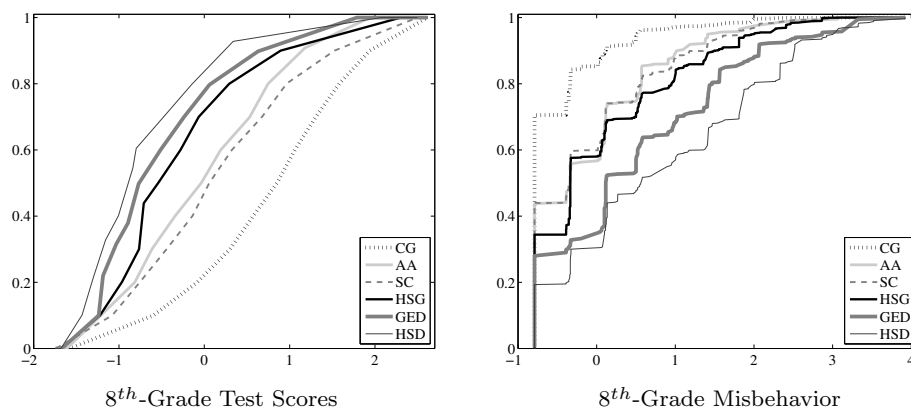 1
0.8
0.6
0.4
0.2
0
−2 −1 0 1 2
CG
AA
SC
HSG
GED
HSD
8th-Grade Test Scores
1
0.8
0.6
0.4
0.2
0
0 1 2 3 4
CG
AA
SC
HSG
GED
HSD
8th-Grade Misbehavior